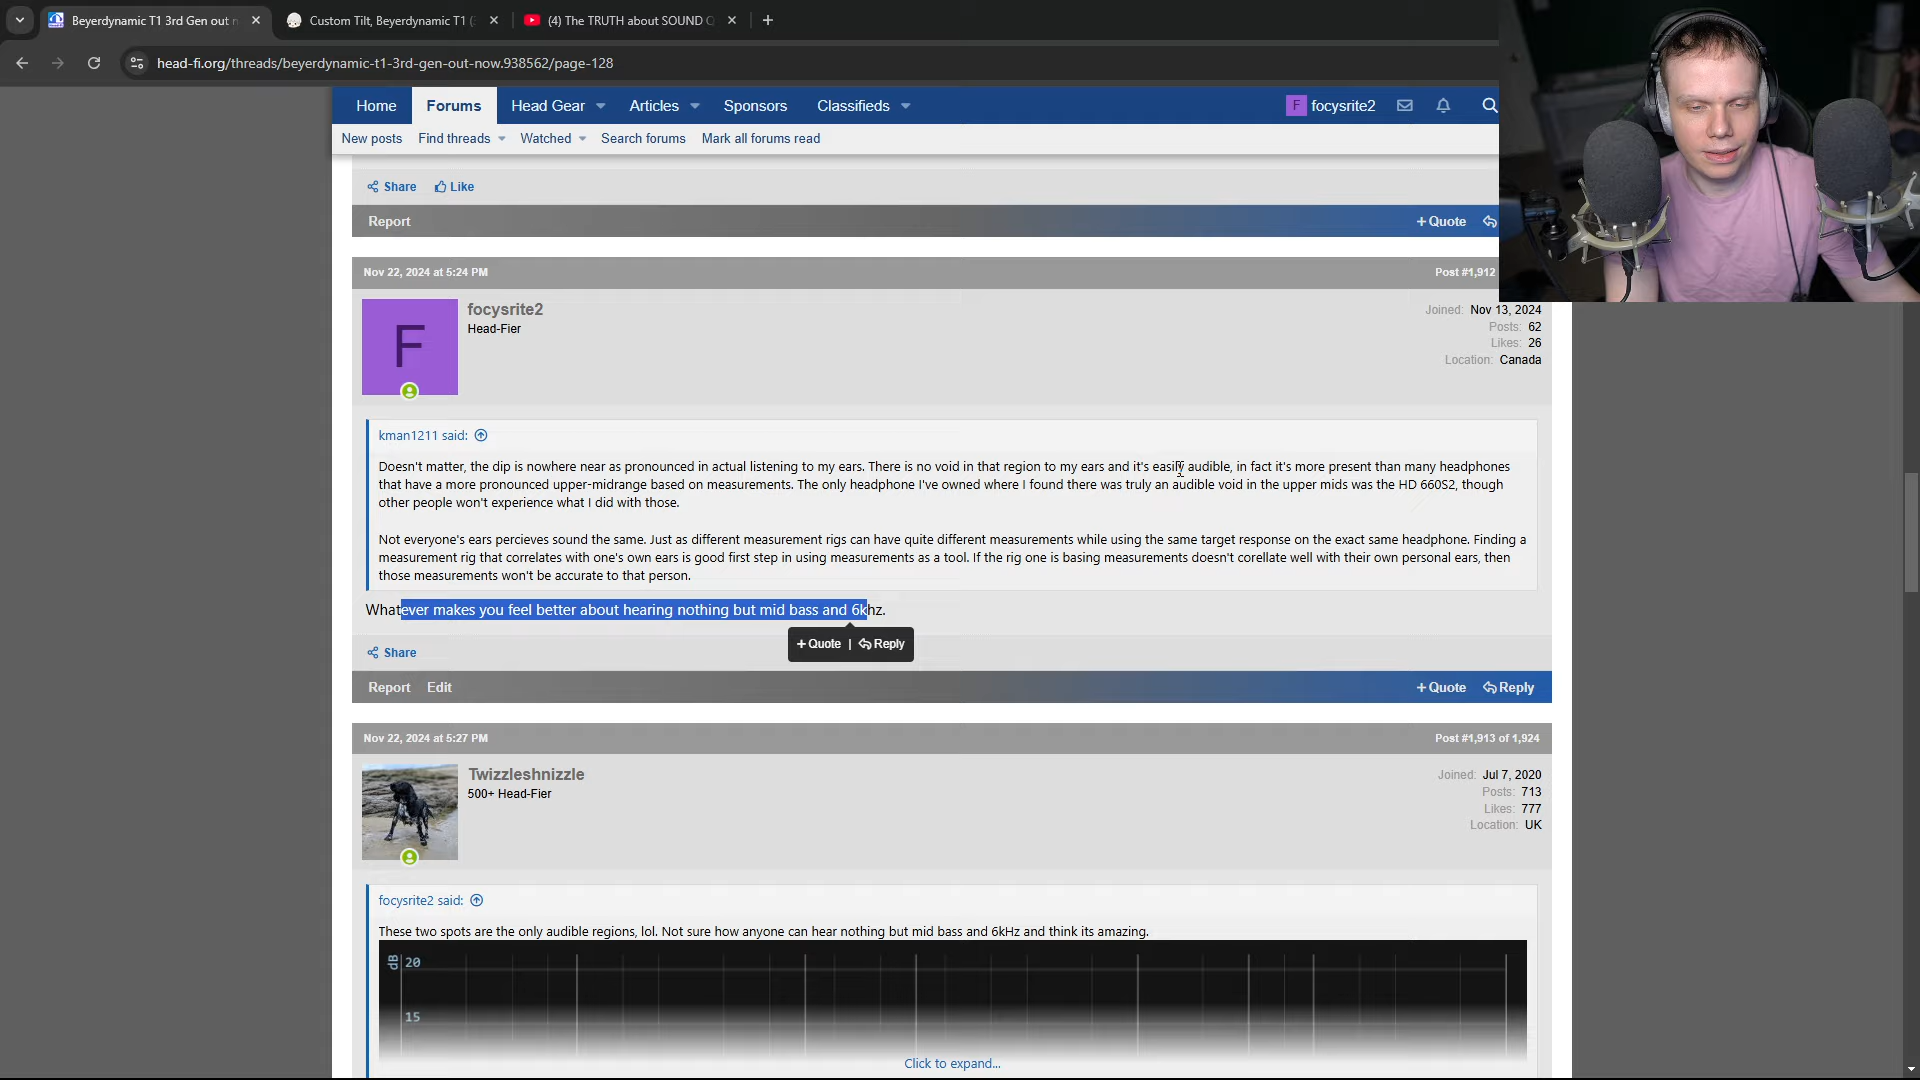 Beyerdynamic T1 3rd Gen out n
Custom Tilt, Beyerdynamic T1 (
(4) The TRUTH about SOUND Q
head-fi.org/threads/beyerdynamic-t1-3rd-gen-out-now.938562/page-128
Home Forums Head Gear Articles Sponsors Classifieds F focysrite2
New posts Find threads Watched Search forums Mark all forums read
Share Like
Report + Quote
Nov 22, 2024 at 5:24 PM Post #1,912
F
focysrite2
Head-Fier
Joined: Nov 13, 2024
Posts: 62
Likes: 26
Location: Canada
kman1211 said:
Doesn't matter, the dip is nowhere near as pronounced in actual listening to my ears. There is no void in that region to my ears and it's easily audible, in fact it's more present than many headphones
that have a more pronounced upper-midrange based on measurements. The only headphone I've owned where I found there was truly an audible void in the upper mids was the HD 660S2, though
other people won't experience what I did with those.
Not everyone's ears percieves sound the same. Just as different measurement rigs can have quite different measurements while using the same target response on the exact same headphone. Finding a
measurement rig that correlates with one's own ears is good first step in using measurements as a tool. If the rig one is basing measurements doesn't corellate well with their own personal ears, then
those measurements won't be accurate to that person.
Whatever makes you feel better about hearing nothing but mid bass and 6khz.
+ Quote | Reply
Share
Report Edit + Quote Reply
Nov 22, 2024 at 5:27 PM Post #1,913 of 1,924
Twizzleshnizzle
500+ Head-Fier
Joined: Jul 7, 2020
Posts: 713
Likes: 777
Location: UK
focysrite2 said:
These two spots are the only audible regions, lol. Not sure how anyone can hear nothing but mid bass and 6kHz and think its amazing.
dB 20
15
Click to expand...